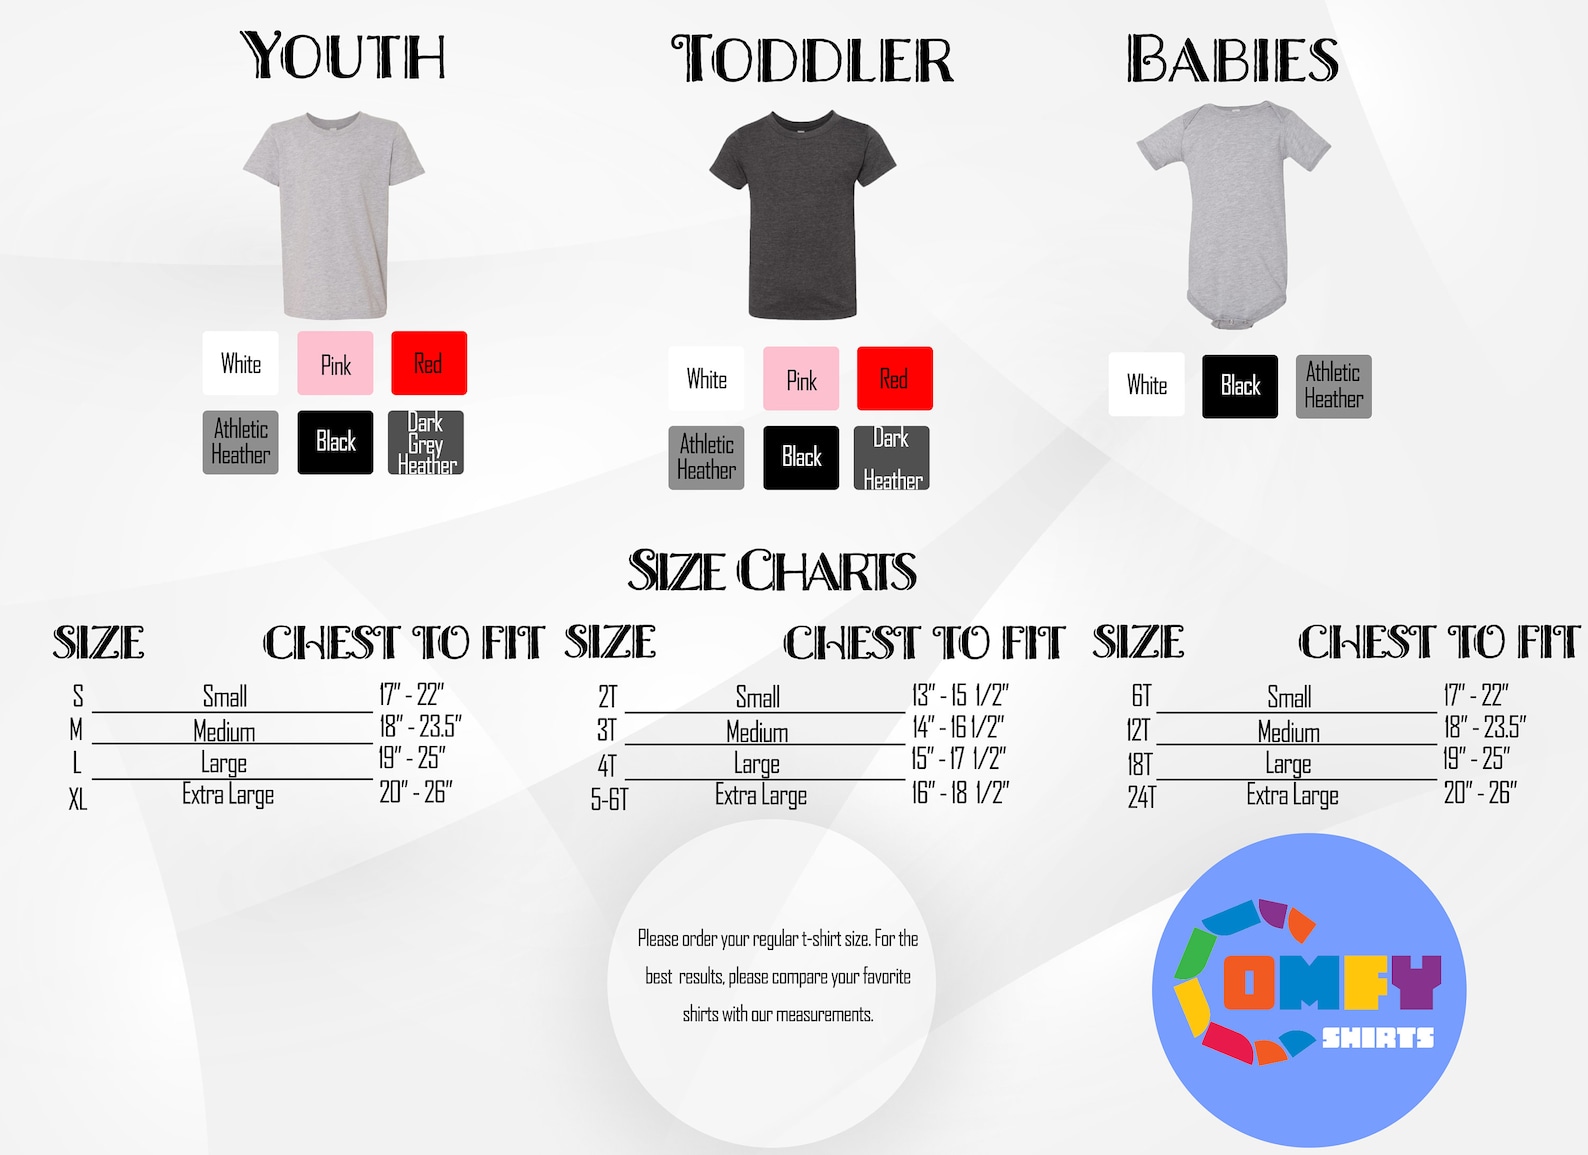 YOUTH
TODDLER
BABIES
White
Pink
Red
Athletic
Heather
Black
Dark
Grey
Heather
White
Pink
Red
Athletic
Heather
Black
Dark
Heather
White
Black
Athletic
Heather
SIZE CHARTS
SIZE CHEST TO FIT
S Small 17" - 22"
M Medium 18" - 23.5"
L Large 19" - 25"
XL Extra Large 20" - 26"
SIZE CHEST TO FIT
2T Small 13" - 15 1/2"
3T Medium 14" - 16 1/2"
4T Large 15" - 17 1/2"
5-6T Extra Large 16" - 18 1/2"
SIZE CHEST TO FIT
6T Small 17" - 22"
12T Medium 18" - 23.5"
18T Large 19" - 25"
24T Extra Large 20" - 26"
Please order your regular t-shirt size. For the
best results, please compare your favorite
shirts with our measurements.
COMFY
SHIRTS